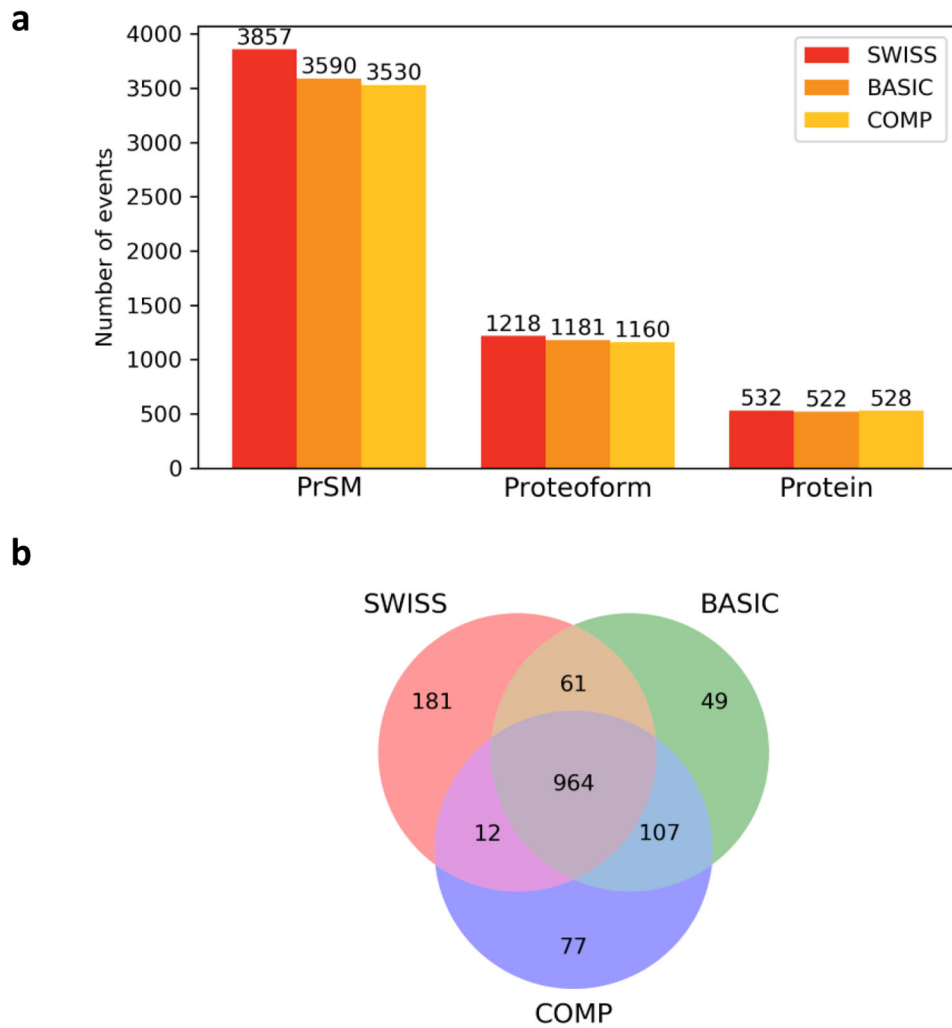 a
4000
3500
3000
2500
2000
1500
1000
500
0
Number of events
3857
3590
3530
1218
1181
1160
532
522
528
SWISS
BASIC
COMP
PrSM
Proteoform
Protein
b
SWISS
BASIC
181
61
49
964
12
107
77
COMP